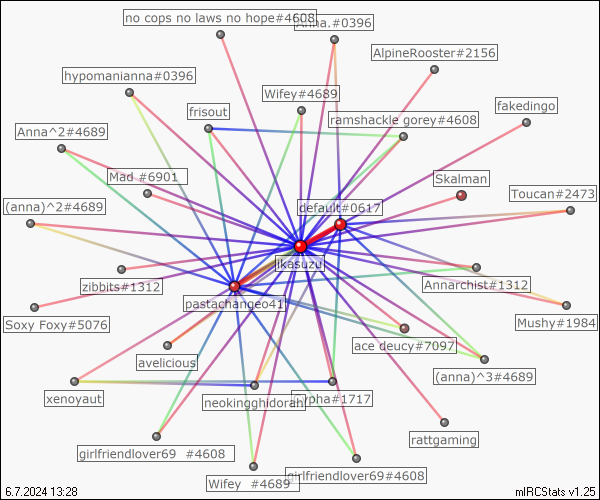 no cops no laws no hope#4608
Anna.#0396
AlpineRooster#2156
hypomanianna#0396
Wifey#4689
fakedingo
frisout
ramshackle gorey#4608
Anna^2#4689
Mad #6901
Skalman
Toucan#2473
(anna)^2#4689
default#0617
jkasuzu
zibbits#1312
Annarchist#1312
pastachangeo41
Soxy Foxy#5076
Mushy#1984
ace deucy#7097
avelicious
(anna)^3#4689
xenoyaut
neokingghidorah
#1717
rattgaming
girlfriendlover69 #4608
girlfriendlover69#4608
Wifey #4689
6.7.2024 13:28
mIRCStats v1.25